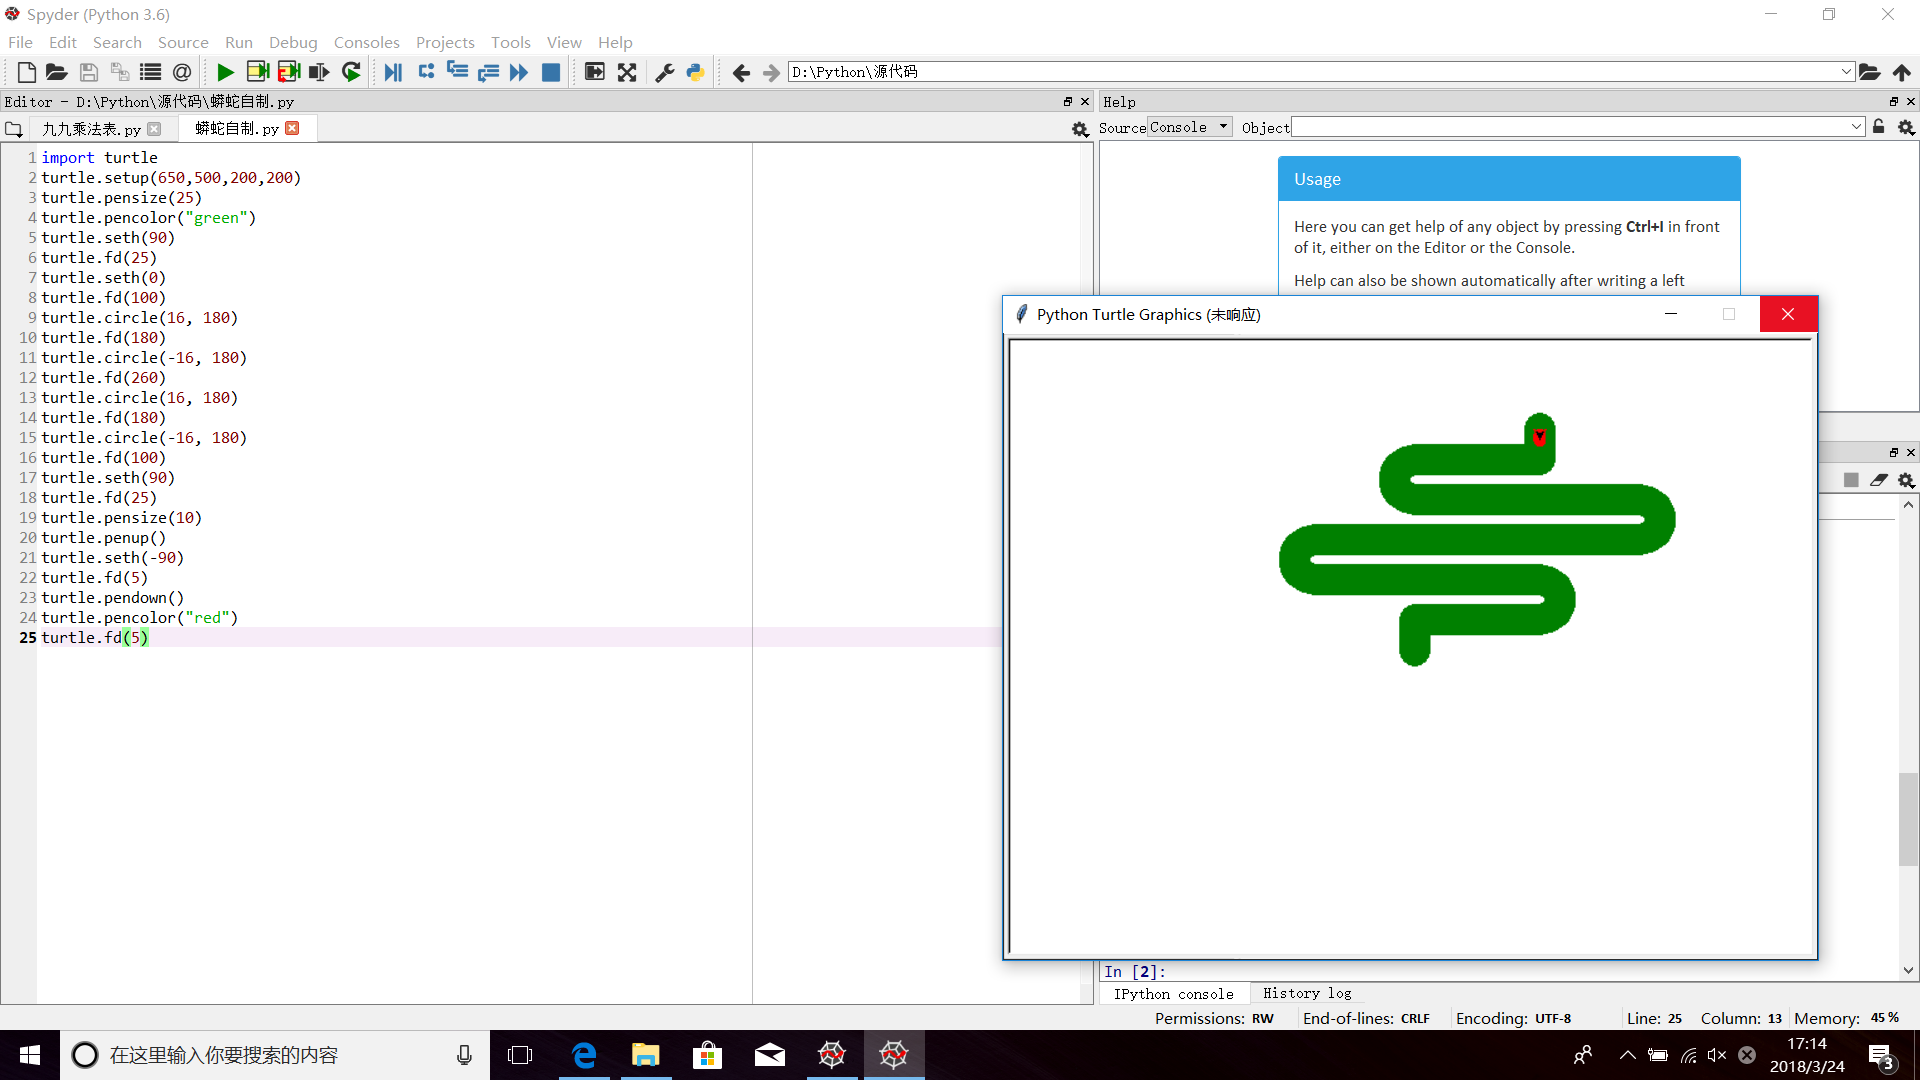 Spyder (Python 3.6)
File Edit Search Source Run Debug Consoles Projects Tools View Help
D:\Python\源代码
Editor - D:\Python\源代码\蟒蛇自制.py
九九乘法表.py 蟒蛇自制.py
1 import turtle
2 turtle.setup(650,500,200,200)
3 turtle.pensize(25)
4 turtle.pencolor("green")
5 turtle.seth(90)
6 turtle.fd(25)
7 turtle.seth(0)
8 turtle.fd(100)
9 turtle.circle(16, 180)
10 turtle.fd(180)
11 turtle.circle(-16, 180)
12 turtle.fd(260)
13 turtle.circle(16, 180)
14 turtle.fd(180)
15 turtle.circle(-16, 180)
16 turtle.fd(100)
17 turtle.seth(90)
18 turtle.fd(25)
19 turtle.pensize(10)
20 turtle.penup()
21 turtle.seth(-90)
22 turtle.fd(5)
23 turtle.pendown()
24 turtle.pencolor("red")
25 turtle.fd(5)
Help
Source Console Object
Usage
Here you can get help of any object by pressing Ctrl+I in front
of it, either on the Editor or the Console.
Help can also be shown automatically after writing a left
Python Turtle Graphics (未响应)
In [2]:
IPython console History log
Permissions: RW End-of-lines: CRLF Encoding: UTF-8 Line: 25 Column: 13 Memory: 45 %
在这里输入你要搜索的内容
17:14
2018/3/24
3